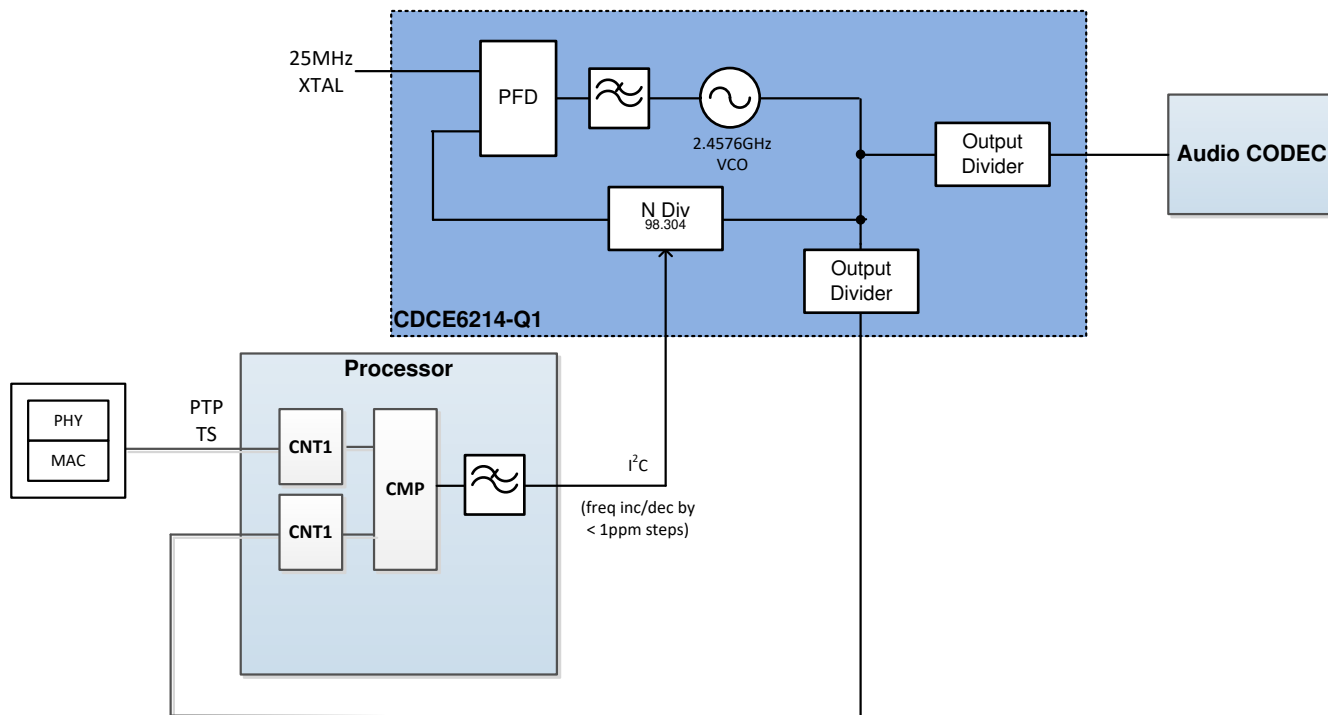 25MHz
XTAL
PFD
2.4576GHz
VCO
Output
Divider
Audio CODEC
N Div
98.304
Output
Divider
CDCE6214-Q1
Processor
PHY
MAC
PTP
TS
CNT1
CMP
CNT1
I²C
(freq inc/dec by
< 1ppm steps)